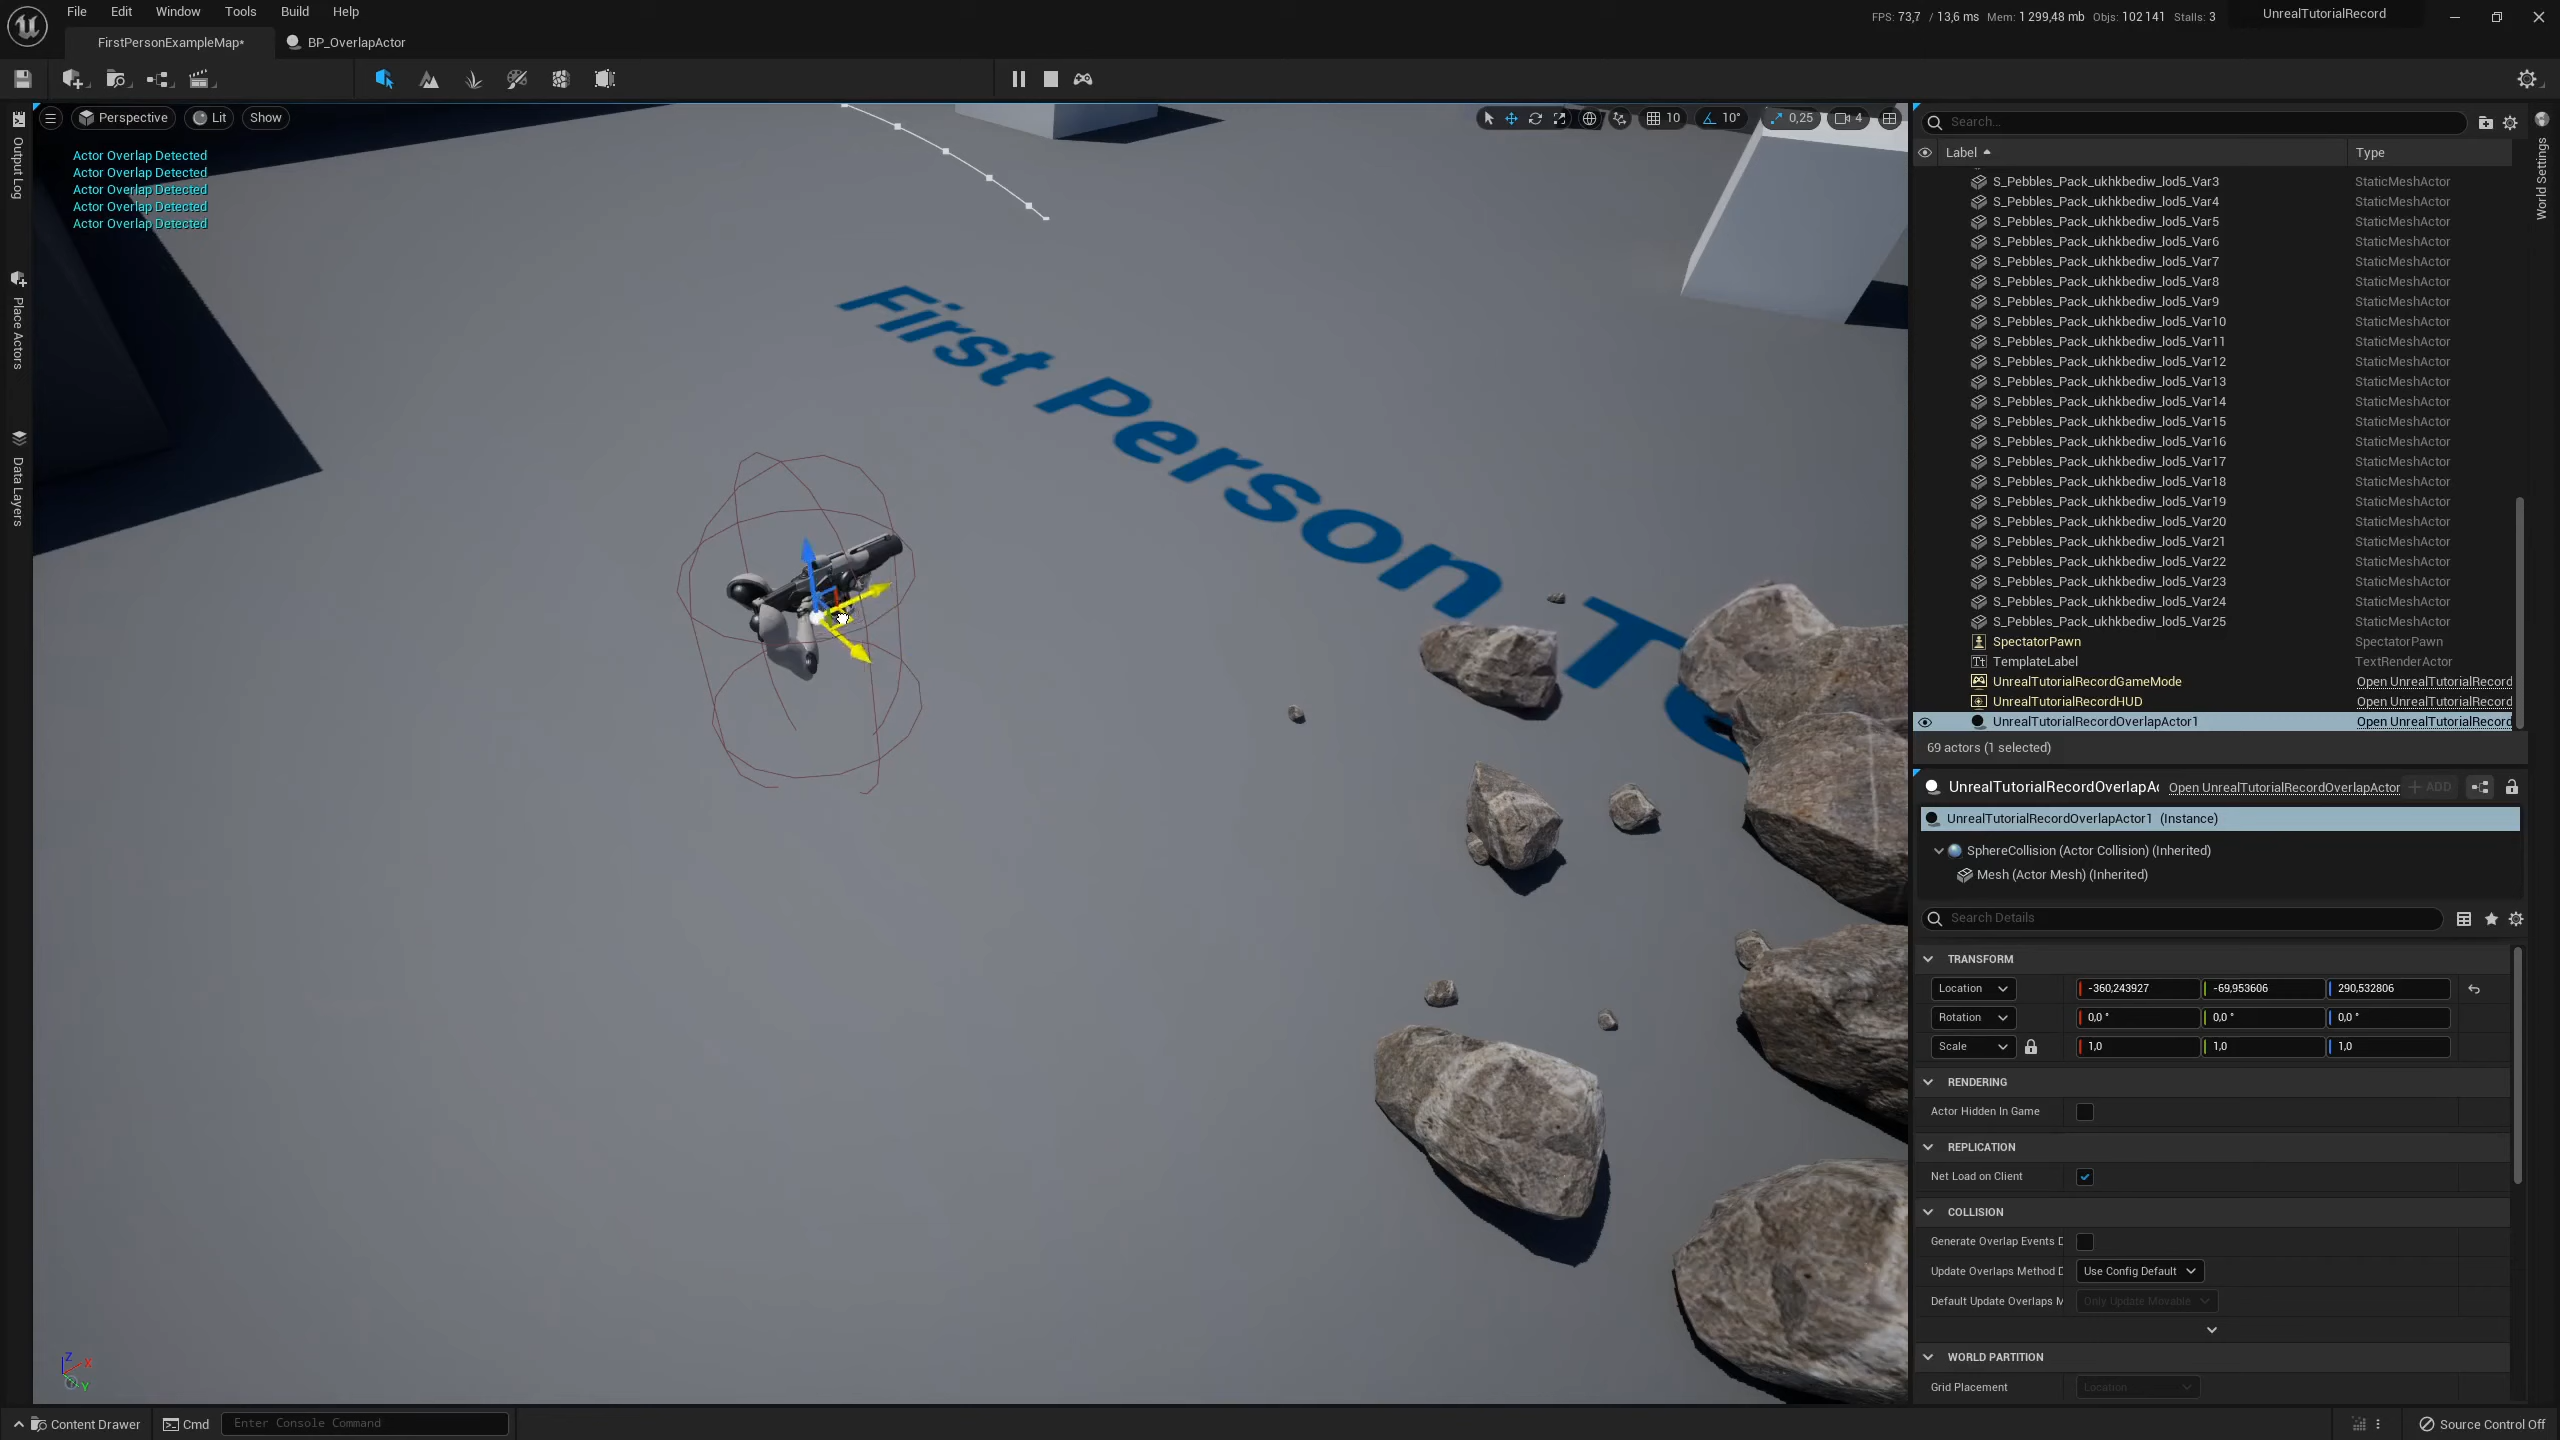 File Edit Window Tools Build Help
FPS: 73,7 / 13,6 ms Mem: 1 299,48 mb Objs: 102 141 Stalls: 3
UnrealTutorialRecord
FirstPersonExampleMap*
BP_OverlapActor
Perspective
Lit
Show
10
10°
0,25
4
Output Log
Place Actors
Data Layers
World Settings
Actor Overlap Detected
Actor Overlap Detected
Actor Overlap Detected
Actor Overlap Detected
Actor Overlap Detected
First Person Te
Search...
Label Type
S_Pebbles_Pack_ukhkbediw_lod5_Var3 StaticMeshActor
S_Pebbles_Pack_ukhkbediw_lod5_Var4 StaticMeshActor
S_Pebbles_Pack_ukhkbediw_lod5_Var5 StaticMeshActor
S_Pebbles_Pack_ukhkbediw_lod5_Var6 StaticMeshActor
S_Pebbles_Pack_ukhkbediw_lod5_Var7 StaticMeshActor
S_Pebbles_Pack_ukhkbediw_lod5_Var8 StaticMeshActor
S_Pebbles_Pack_ukhkbediw_lod5_Var9 StaticMeshActor
S_Pebbles_Pack_ukhkbediw_lod5_Var10 StaticMeshActor
S_Pebbles_Pack_ukhkbediw_lod5_Var11 StaticMeshActor
S_Pebbles_Pack_ukhkbediw_lod5_Var12 StaticMeshActor
S_Pebbles_Pack_ukhkbediw_lod5_Var13 StaticMeshActor
S_Pebbles_Pack_ukhkbediw_lod5_Var14 StaticMeshActor
S_Pebbles_Pack_ukhkbediw_lod5_Var15 StaticMeshActor
S_Pebbles_Pack_ukhkbediw_lod5_Var16 StaticMeshActor
S_Pebbles_Pack_ukhkbediw_lod5_Var17 StaticMeshActor
S_Pebbles_Pack_ukhkbediw_lod5_Var18 StaticMeshActor
S_Pebbles_Pack_ukhkbediw_lod5_Var19 StaticMeshActor
S_Pebbles_Pack_ukhkbediw_lod5_Var20 StaticMeshActor
S_Pebbles_Pack_ukhkbediw_lod5_Var21 StaticMeshActor
S_Pebbles_Pack_ukhkbediw_lod5_Var22 StaticMeshActor
S_Pebbles_Pack_ukhkbediw_lod5_Var23 StaticMeshActor
S_Pebbles_Pack_ukhkbediw_lod5_Var24 StaticMeshActor
S_Pebbles_Pack_ukhkbediw_lod5_Var25 StaticMeshActor
SpectatorPawn SpectatorPawn
TemplateLabel TextRenderActor
UnrealTutorialRecordGameMode Open UnrealTutorialRecord
UnrealTutorialRecordHUD Open UnrealTutorialRecord
UnrealTutorialRecordOverlapActor1 Open UnrealTutorialRecord
69 actors (1 selected)
UnrealTutorialRecordOverlapA Open UnrealTutorialRecordOverlapActor + ADD
UnrealTutorialRecordOverlapActor1 (Instance)
SphereCollision (Actor Collision) (Inherited)
Mesh (Actor Mesh) (Inherited)
Search Details
TRANSFORM
Location -360,243927 -69,953606 290,532806
Rotation 0,0 ° 0,0 ° 0,0 °
Scale 1,0 1,0 1,0
RENDERING
Actor Hidden In Game
REPLICATION
Net Load on Client
COLLISION
Generate Overlap Events D
Update Overlaps Method D Use Config Default
Default Update Overlaps M Only Update Movable
WORLD PARTITION
Grid Placement Location
Z X Y
Content Drawer
Cmd
Enter Console Command
Source Control Off